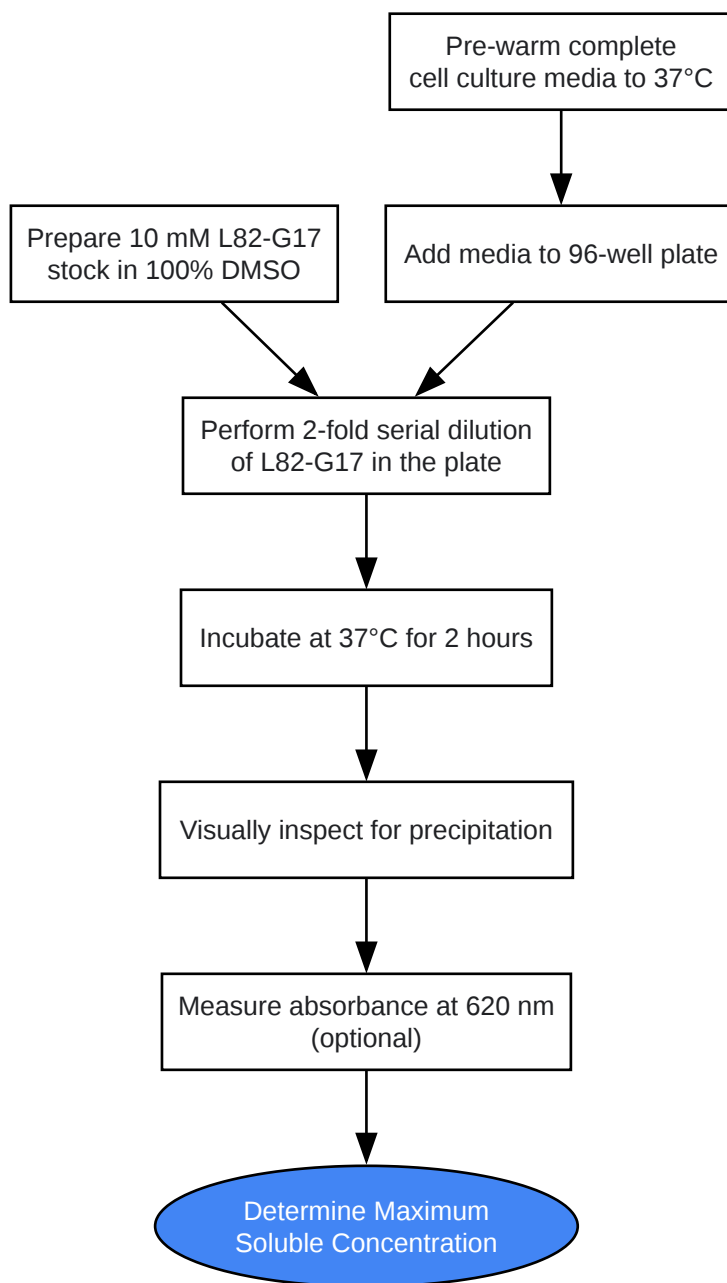 Pre-warm complete
cell culture media to 37°C
Prepare 10 mM L82-G17
stock in 100% DMSO
Add media to 96-well plate
Perform 2-fold serial dilution
of L82-G17 in the plate
Incubate at 37°C for 2 hours
Visually inspect for precipitation
Measure absorbance at 620 nm
(optional)
Determine Maximum
Soluble Concentration